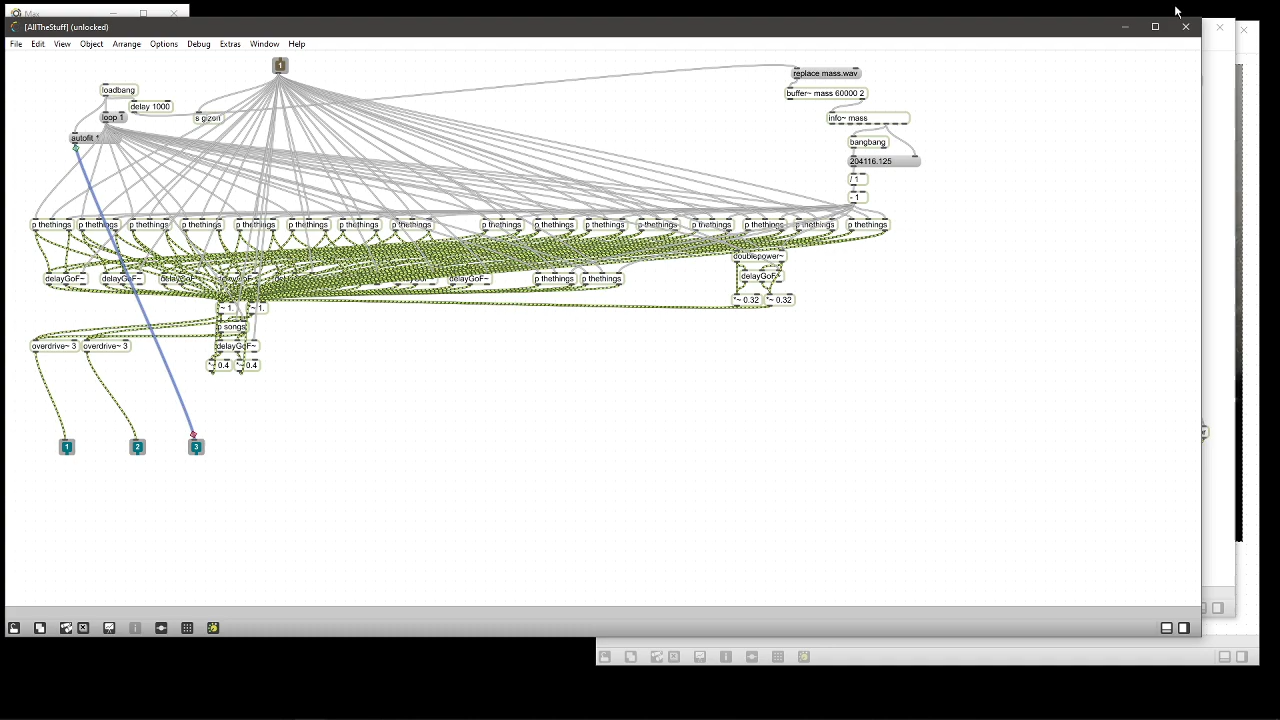 Max
[AllTheStuff] (unlocked)
File Edit View Object Arrange Options Debug Extras Window Help
1
replace mass.wav
loadbang
buffer~ mass 60000 2
delay 1000
loop 1
info~ mass
autofit *
bangbang
204116.125
/ 1
- 1
p thethings p thethings p thethings p thethings p thethings p thethings p thethings p thethings p thethings p thethings p thethings p thethings p thethings p thethings p thethings p thethings
doublepower~
delayGoF~ delayGoF~ delayGoF~ delayGoF~ delayGoF~ p thethings p thethings delayGoF~
*~ 0.32 *~ 0.32
*~ 1. *~ 1.
p songs
overdrive~ 3 overdrive~ 3 delayGoF~
*~ 0.4 *~ 0.4
1 2 3